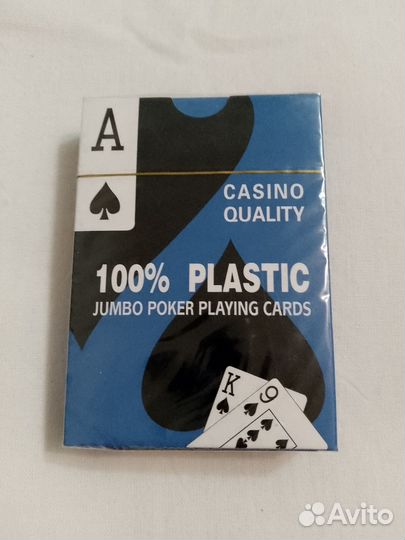 A
CASINO
QUALITY
100% PLASTIC
JUMBO POKER PLAYING CARDS
K
9
Avito